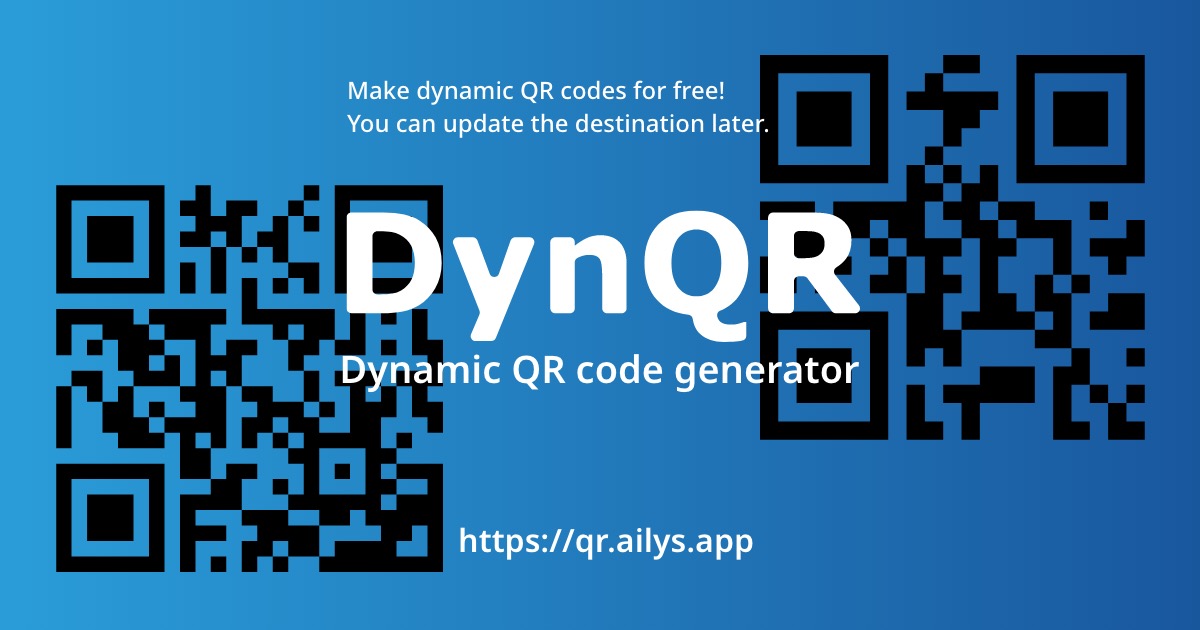 Make dynamic QR codes for free!
You can update the destination later.
DynQR
Dynamic QR code generator
https://qr.ailys.app